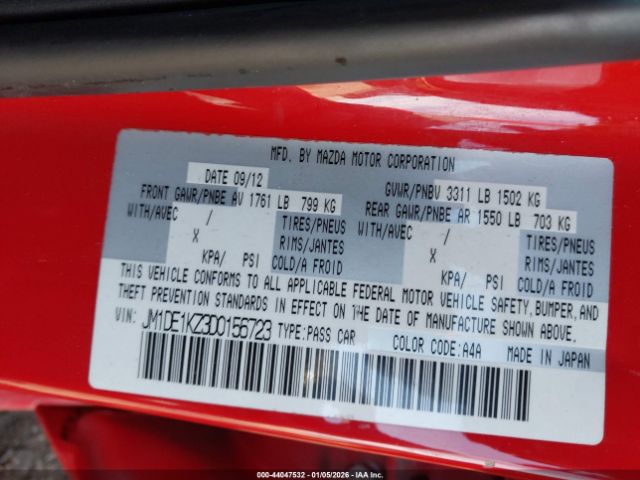 MFD. BY MAZDA MOTOR CORPORATION
DATE 09/12 GVWR/PNBV 3311 LB 1502 KG
FRONT GAWR/PNBE AV 1761 LB 799 KG REAR GAWR/PNBE AR 1550 LB 703 KG
WITH/AVEC / TIRES/PNEUS WITH/AVEC / TIRES/PNEUS
X RIMS/JANTES X RIMS/JANTES
KPA/ PSI COLD/A FROID KPA/ PSI COLD/A FROID
THIS VEHICLE CONFORMS TO ALL APPLICABLE FEDERAL MOTOR VEHICLE SAFETY, BUMPER, AND
THEFT PREVENTION STANDARDS IN EFFECT ON THE DATE OF MANUFACTURE SHOWN ABOVE.
VIN: JM1DE1KZ3D0155723 TYPE:PASS CAR COLOR CODE:A4A MADE IN JAPAN
000-44047532 - 01/05/2026 - IAAHTX01